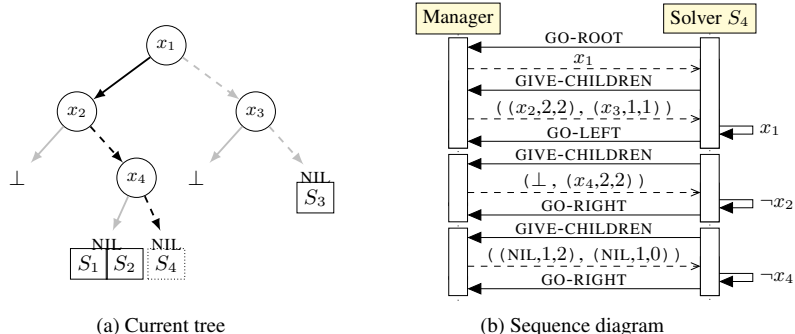 x₁
x₂
x₃
⊥
x₄
⊥
NIL
S₃
NIL
NIL
S₁
S₂
S₄
(a) Current tree
Manager
Solver S₄
GO-ROOT
x₁
GIVE-CHILDREN
((x₂,2,2), (x₃,1,1))
GO-LEFT
x₁
GIVE-CHILDREN
(⊥, (x₄,2,2))
GO-RIGHT
¬x₂
GIVE-CHILDREN
((NIL,1,2), (NIL,1,0))
GO-RIGHT
¬x₄
(b) Sequence diagram